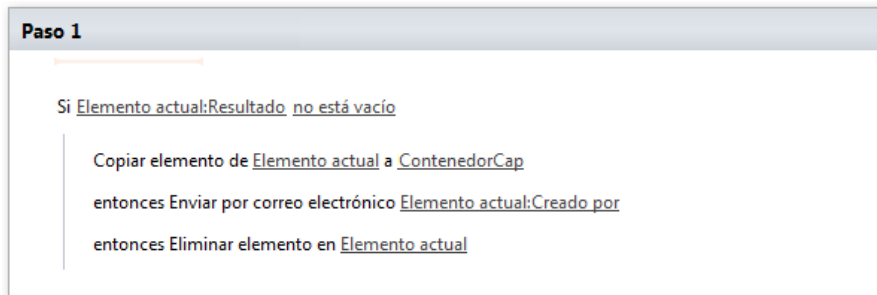 Paso 1
Si Elemento actual:Resultado no está vacío
Copiar elemento de Elemento actual a ContenedorCap
entonces Enviar por correo electrónico Elemento actual:Creado por
entonces Eliminar elemento en Elemento actual